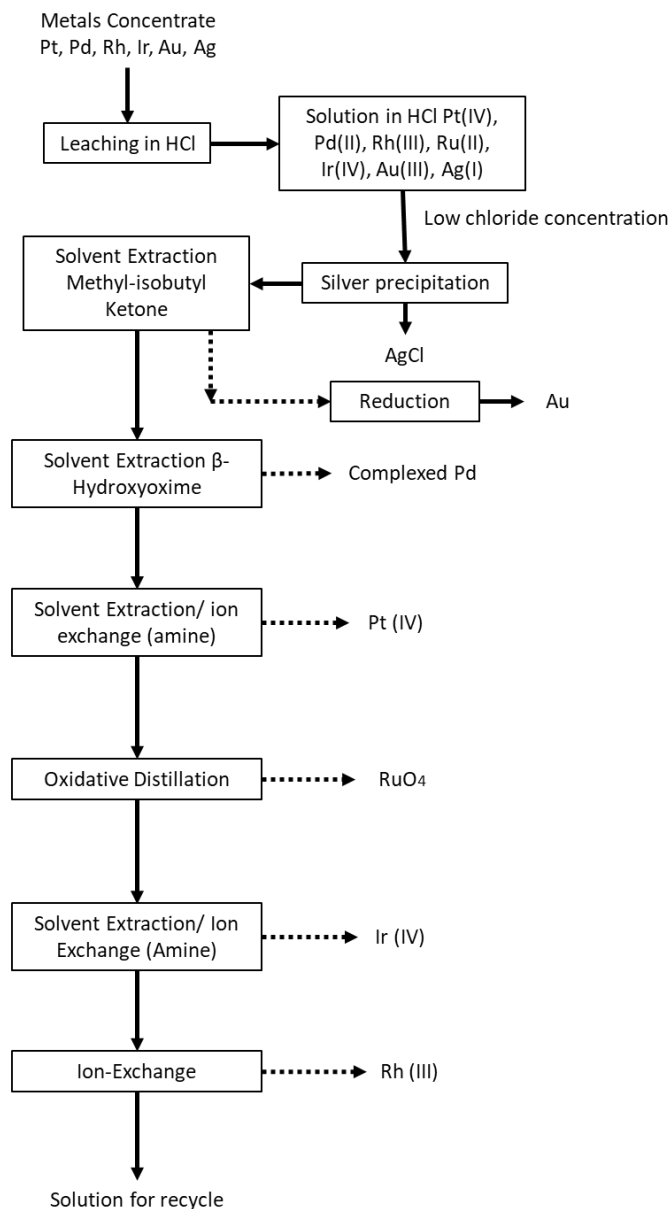 Metals Concentrate
Pt, Pd, Rh, Ir, Au, Ag
Leaching in HCl
Solution in HCl Pt(IV),
Pd(II), Rh(III), Ru(II),
Ir(IV), Au(III), Ag(I)
Low chloride concentration
Solvent Extraction
Methyl-isobutyl
Ketone
Silver precipitation
AgCl
Reduction
Au
Solvent Extraction β-
Hydroxyoxime
Complexed Pd
Solvent Extraction/ ion
exchange (amine)
Pt (IV)
Oxidative Distillation
RuO4
Solvent Extraction/ Ion
Exchange (Amine)
Ir (IV)
Ion-Exchange
Rh (III)
Solution for recycle